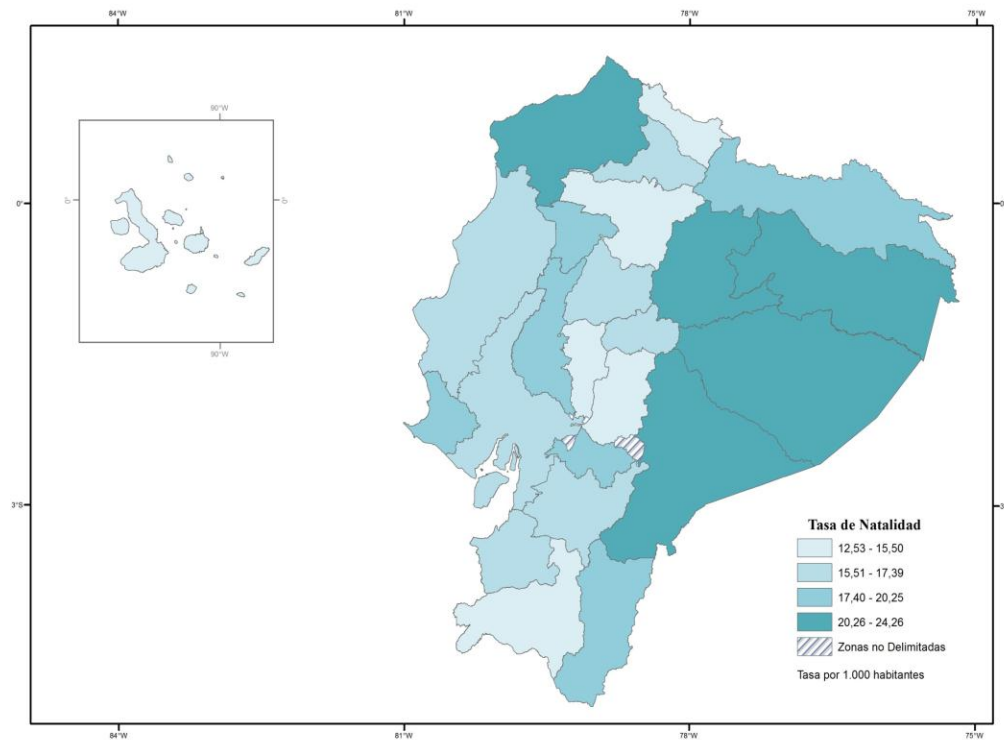 84°W 81°W 78°W 75°W
90°W
0° 0°
0° 0°
90°W
3°S
Tasa de Natalidad
12,53 - 15,50
15,51 - 17,39
17,40 - 20,25
20,26 - 24,26
Zonas no Delimitadas
Tasa por 1.000 habitantes
84°W 81°W 78°W 75°W